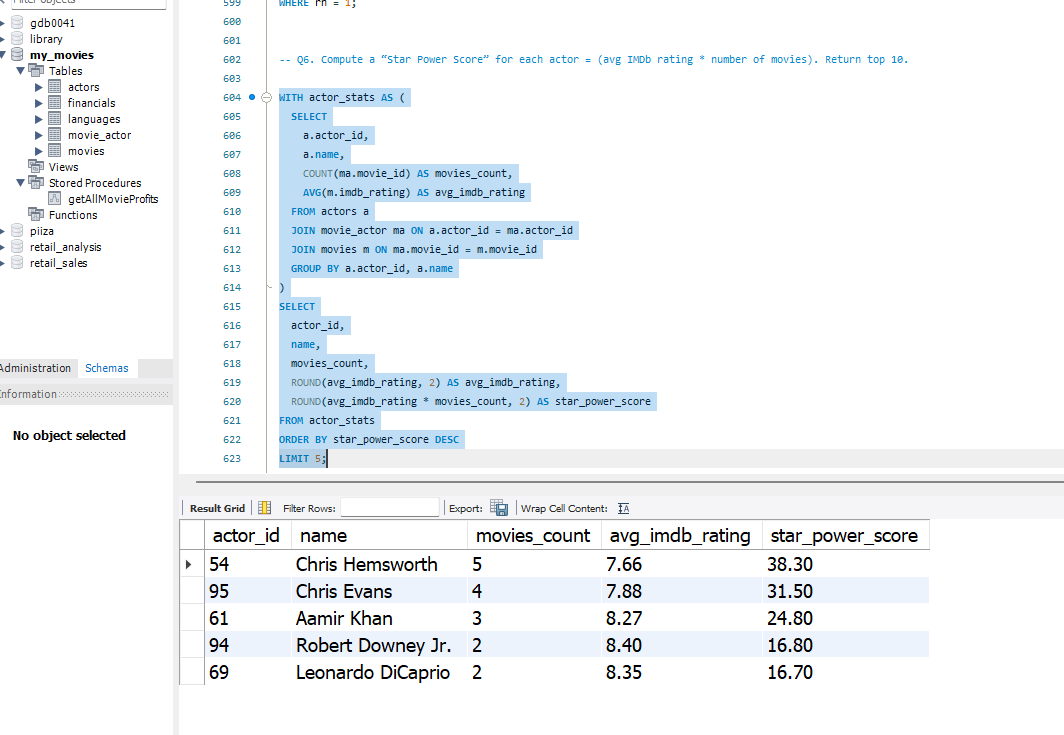 Filter objects
gdb0041
library
my_movies
Tables
actors
financials
languages
movie_actor
movies
Views
Stored Procedures
getAllMovieProfits
Functions
piiza
retail_analysis
retail_sales
Administration Schemas
Information
No object selected
599 WHERE rn = 1;
600
601
602 -- Q6. Compute a “Star Power Score” for each actor = (avg IMDb rating * number of movies). Return top 10.
603
604 WITH actor_stats AS (
605 SELECT
606 a.actor_id,
607 a.name,
608 COUNT(ma.movie_id) AS movies_count,
609 AVG(m.imdb_rating) AS avg_imdb_rating
610 FROM actors a
611 JOIN movie_actor ma ON a.actor_id = ma.actor_id
612 JOIN movies m ON ma.movie_id = m.movie_id
613 GROUP BY a.actor_id, a.name
614 )
615 SELECT
616 actor_id,
617 name,
618 movies_count,
619 ROUND(avg_imdb_rating, 2) AS avg_imdb_rating,
620 ROUND(avg_imdb_rating * movies_count, 2) AS star_power_score
621 FROM actor_stats
622 ORDER BY star_power_score DESC
623 LIMIT 5;
Result Grid Filter Rows: Export: Wrap Cell Content: IA
actor_id name movies_count avg_imdb_rating star_power_score
54 Chris Hemsworth 5 7.66 38.30
95 Chris Evans 4 7.88 31.50
61 Aamir Khan 3 8.27 24.80
94 Robert Downey Jr. 2 8.40 16.80
69 Leonardo DiCaprio 2 8.35 16.70